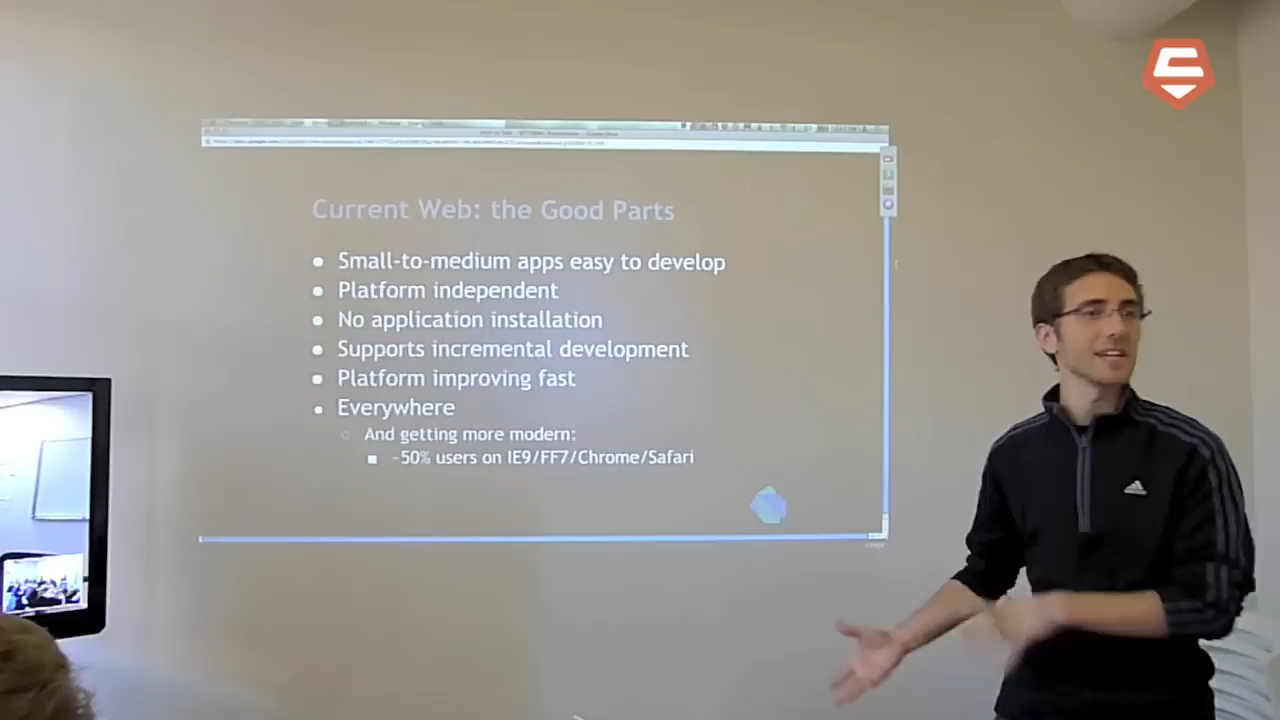 Current Web: the Good Parts
● Small-to-medium apps easy to develop
● Platform independent
● No application installation
● Supports incremental development
● Platform improving fast
● Everywhere
○ And getting more modern:
■ ~50% users on IE9/FF7/Chrome/Safari